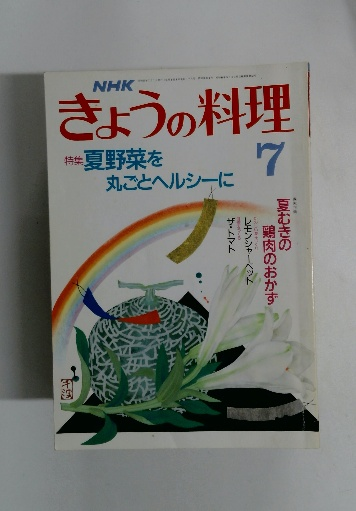 NHK
きょうの料理
7
特集 夏野菜を
丸ごとヘルシーに
夏むきの
鶏肉のおかず
レモンシャーベット
ザ・トマト